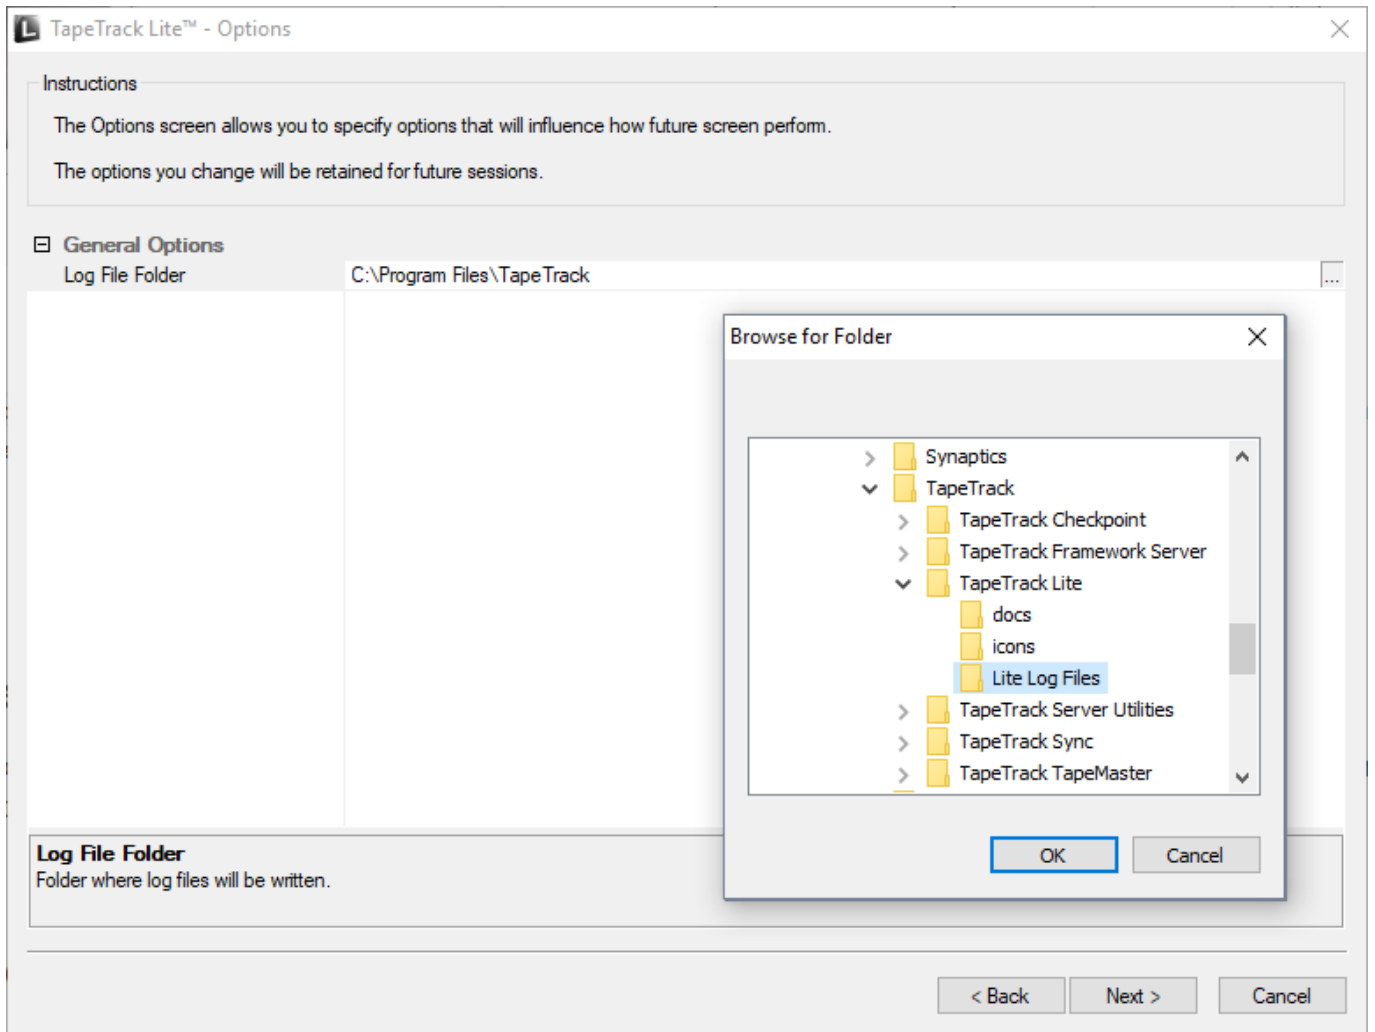 TapeTrack Lite™ - Options
Instructions
The Options screen allows you to specify options that will influence how future screen perform.
The options you change will be retained for future sessions.
General Options
Log File Folder
C:\Program Files\TapeTrack
...
Browse for Folder
Synaptics
TapeTrack
TapeTrack Checkpoint
TapeTrack Framework Server
TapeTrack Lite
docs
icons
Lite Log Files
TapeTrack Server Utilities
TapeTrack Sync
TapeTrack TapeMaster
OK
Cancel
Log File Folder
Folder where log files will be written.
< Back
Next >
Cancel